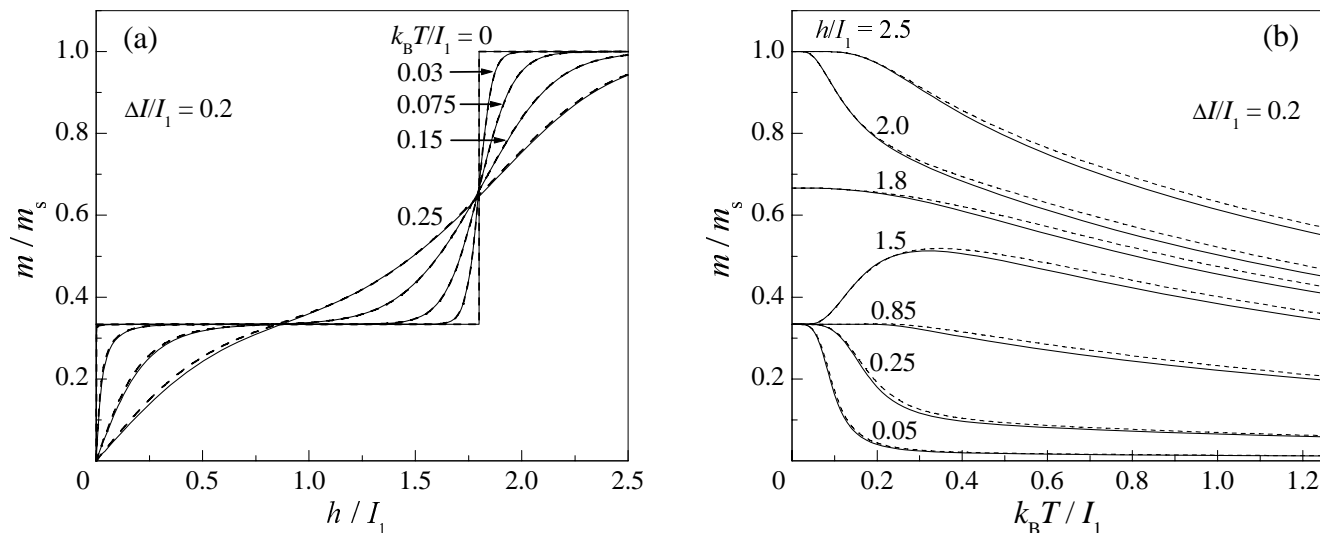 (a)
k_BT/I_1 = 0
0.03
0.075
0.15
0.25
ΔI/I_1 = 0.2
m / m_s
1.0
0.8
0.6
0.4
0.2
0 0.5 1.0 1.5 2.0 2.5
h / I_1
(b)
h/I_1 = 2.5
2.0
1.8
1.5
0.85
0.25
0.05
ΔI/I_1 = 0.2
m / m_s
1.0
0.8
0.6
0.4
0.2
0 0.2 0.4 0.6 0.8 1.0 1.2
k_BT / I_1